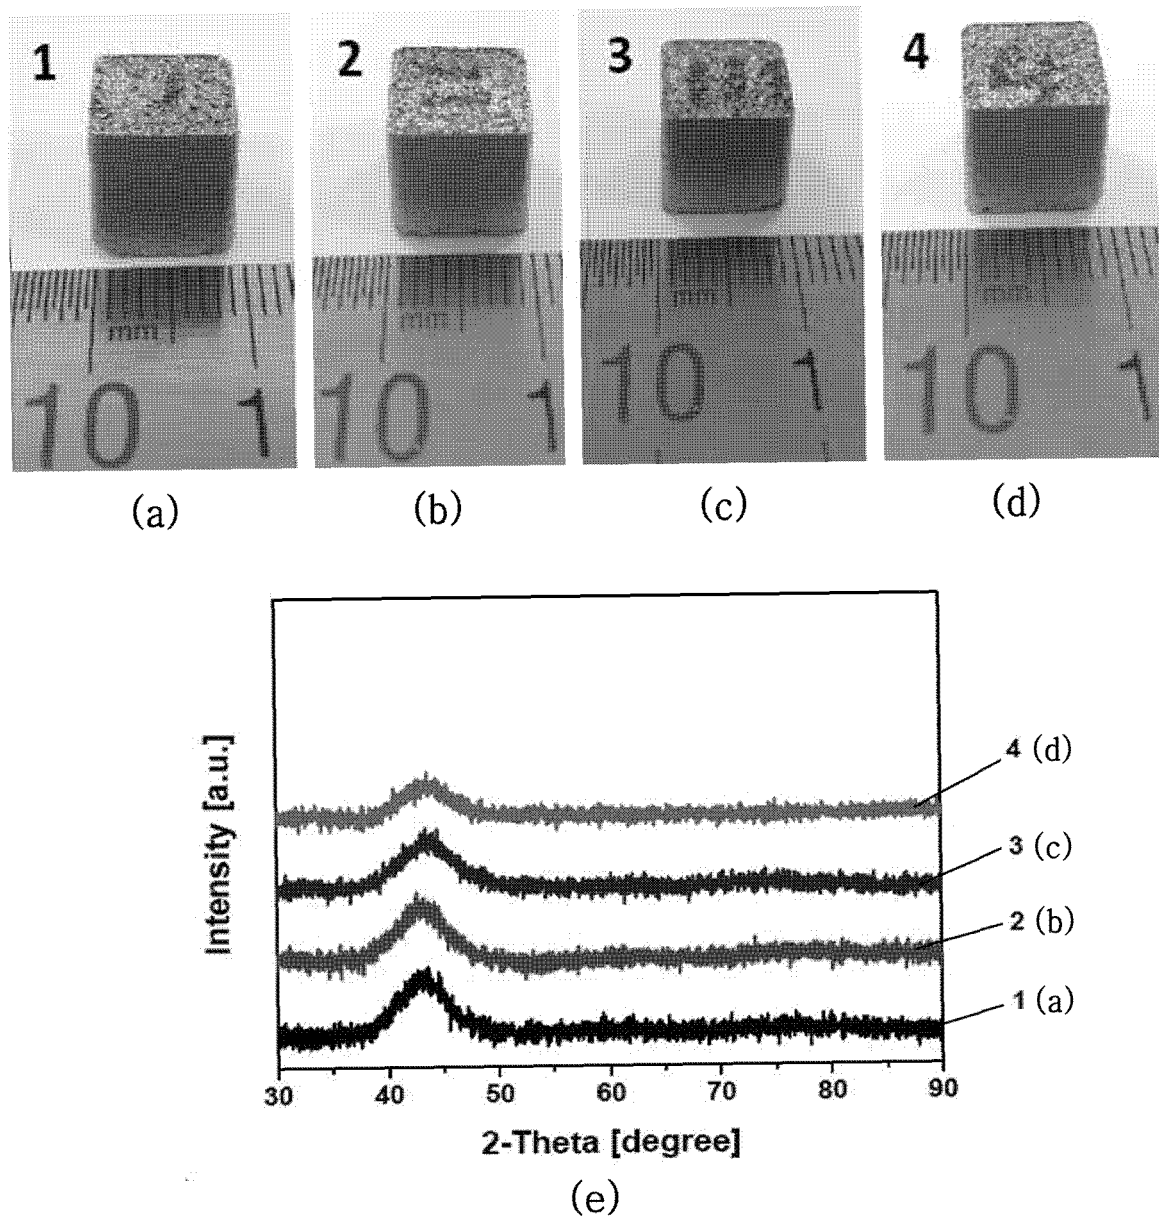 1 2 3 4
mm mm mm mm
10 1 10 1 10 1 10 1
(a) (b) (c) (d)
Intensity [a.u.]
4 (d)
3 (c)
2 (b)
1 (a)
30 40 50 60 70 80 90
2-Theta [degree]
(e)